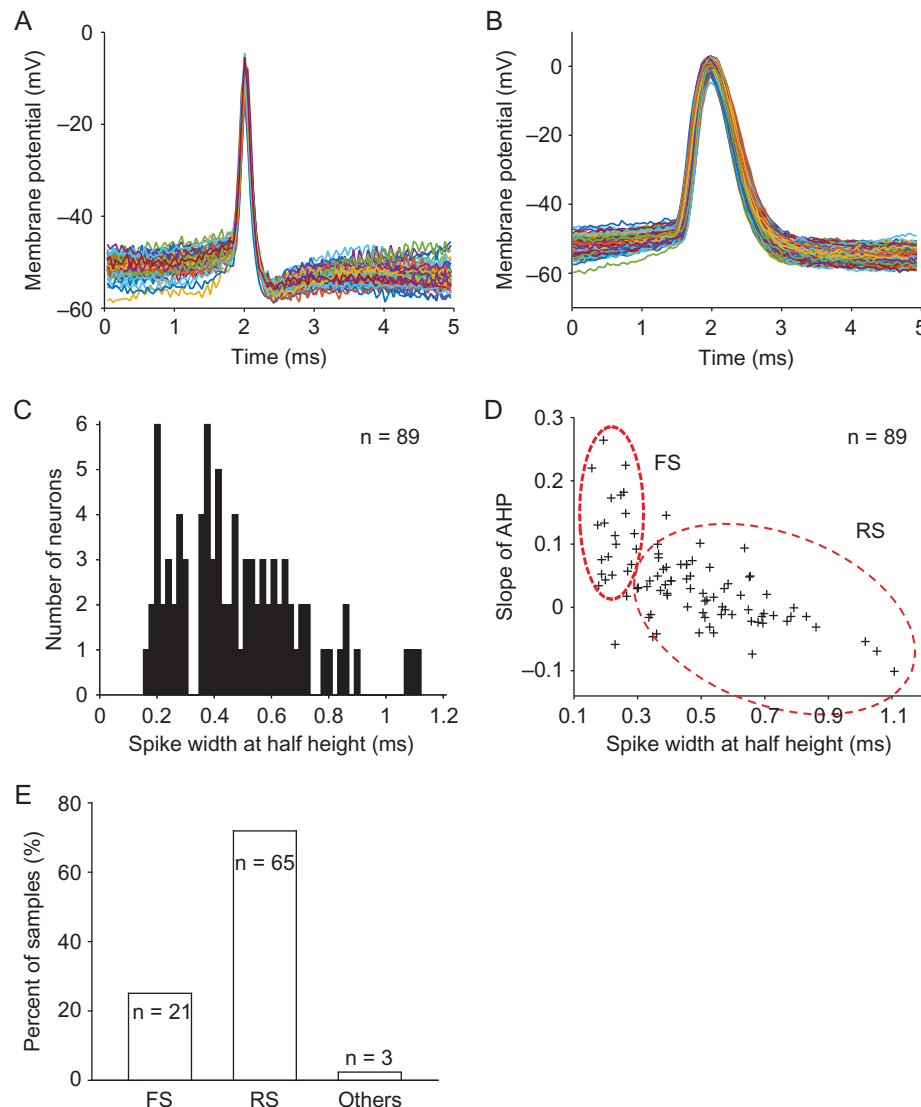 A
Membrane potential (mV)
0
–20
–40
–60
0 1 2 3 4 5
Time (ms)
B
Membrane potential (mV)
0
–20
–40
–60
0 1 2 3 4 5
Time (ms)
C
n = 89
Number of neurons
6
5
4
3
2
1
0
0 0.2 0.4 0.6 0.8 1 1.2
Spike width at half height (ms)
D
n = 89
FS
RS
Slope of AHP
0.3
0.2
0.1
0
–0.1
0.1 0.3 0.5 0.7 0.9 1.1
Spike width at half height (ms)
E
Percent of samples (%)
80
60
40
20
0
n = 21
n = 65
n = 3
FS RS Others